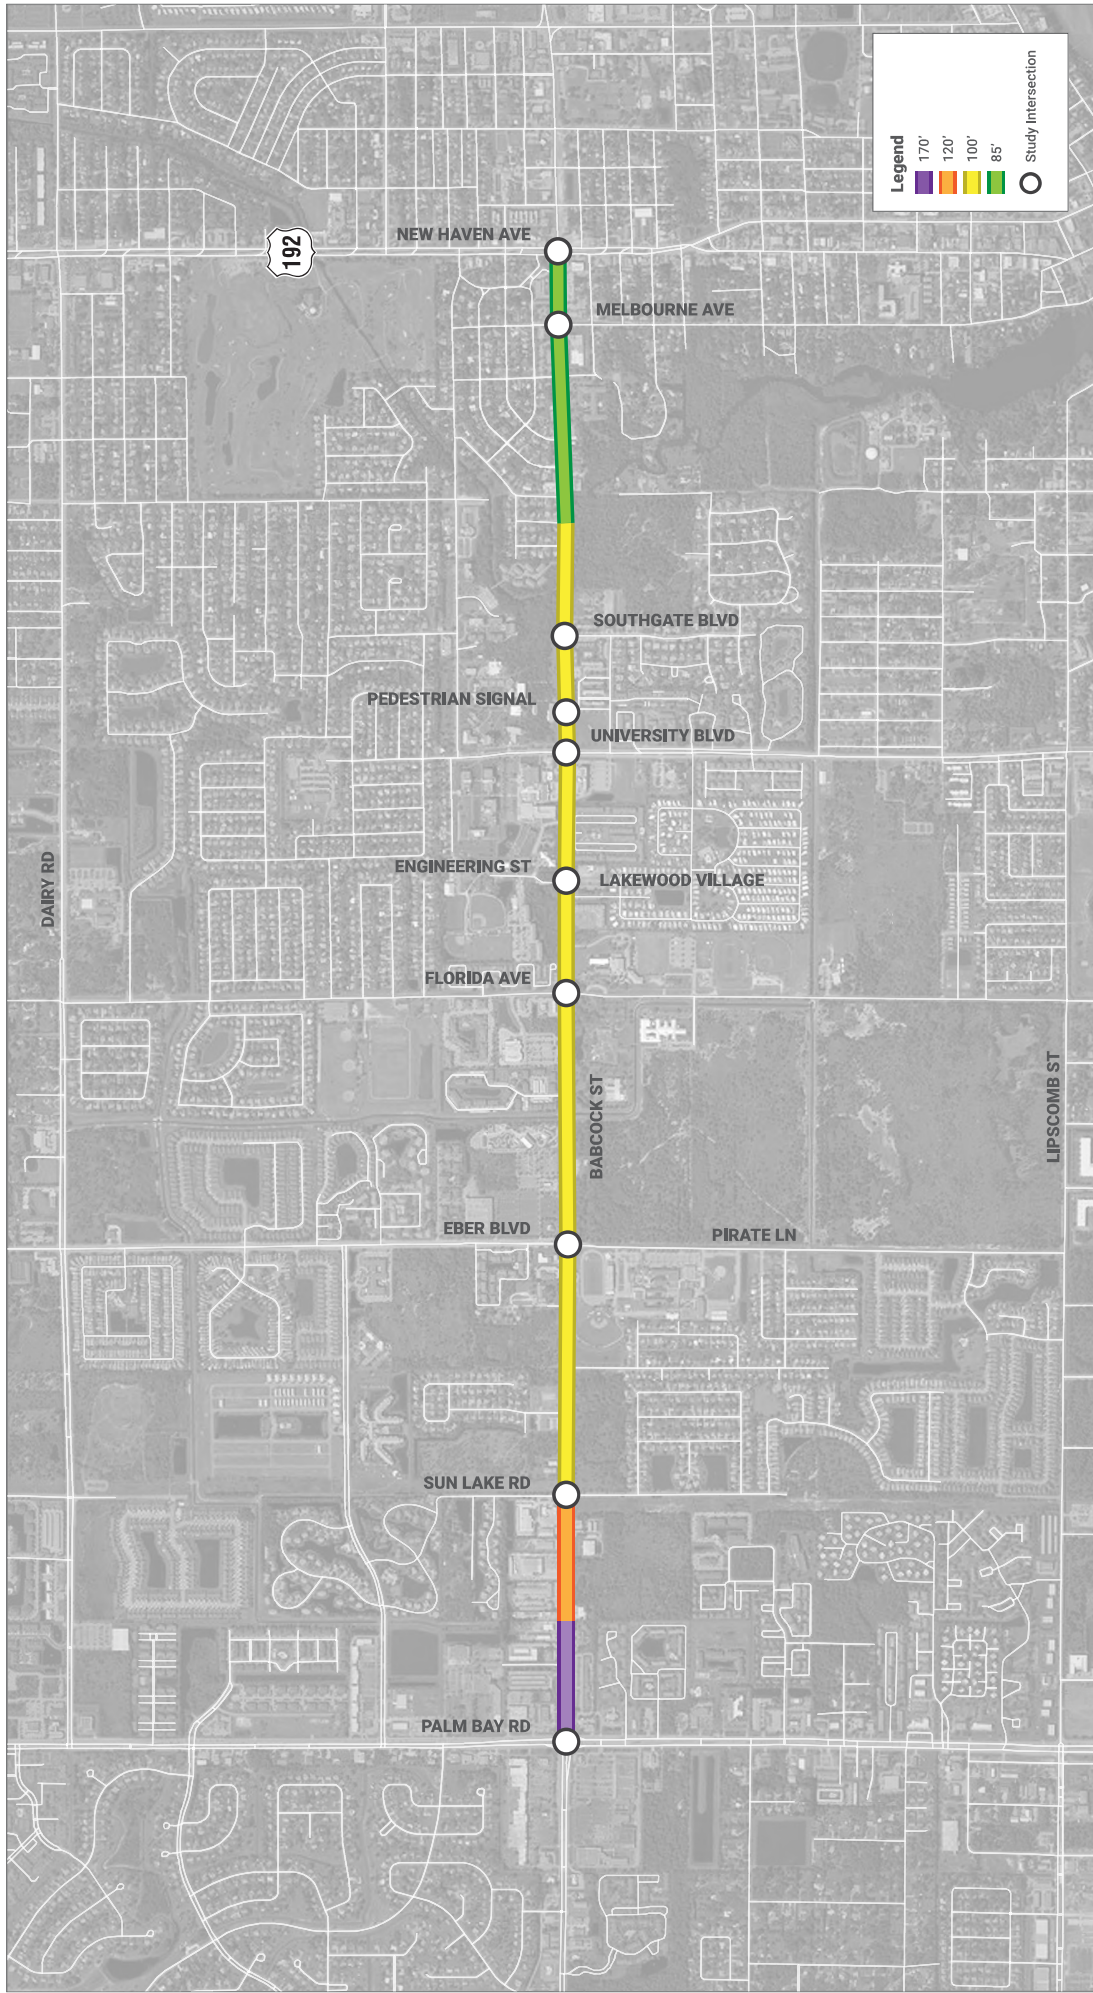 Legend
170'
120'
100'
85'
Study Intersection
NEW HAVEN AVE
192
MELBOURNE AVE
SOUTHGATE BLVD
PEDESTRIAN SIGNAL
UNIVERSITY BLVD
DAIRY RD
ENGINEERING ST
LAKEWOOD VILLAGE
FLORIDA AVE
BABCOCK ST
LIPSCOMB ST
EBER BLVD
PIRATE LN
SUN LAKE RD
PALM BAY RD